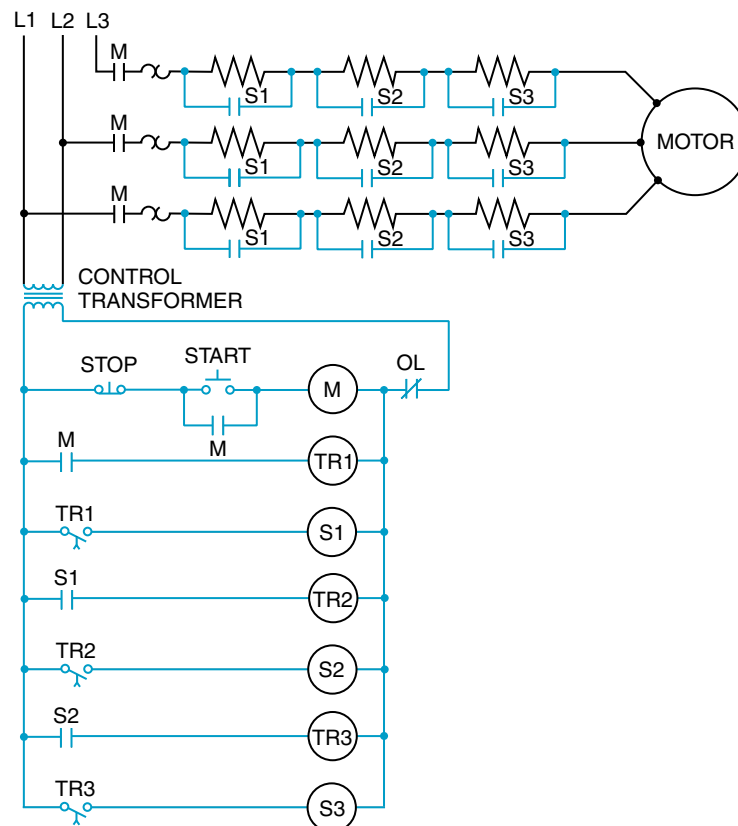 L1 L2 L3
M
S1 S2 S3
M
S1 S2 S3
MOTOR
M
S1 S2 S3
CONTROL
TRANSFORMER
STOP START OL
M
M
M
TR1
TR1
S1
S1
TR2
TR2
S2
S2
TR3
TR3
S3